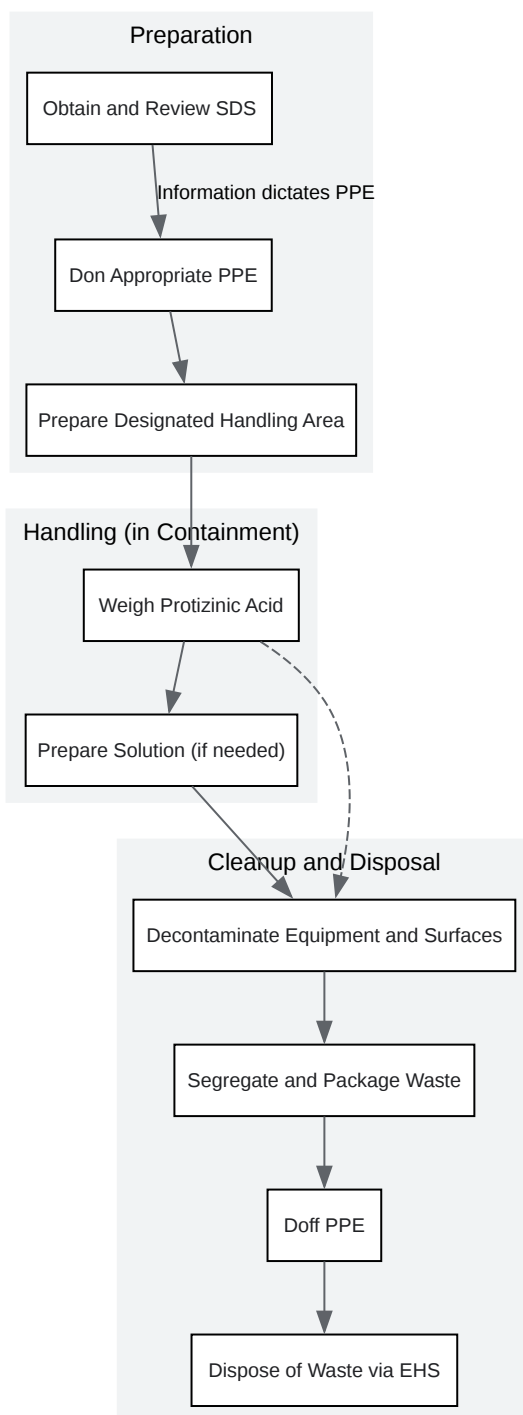 Preparation
Obtain and Review SDS
Information dictates PPE
Don Appropriate PPE
Prepare Designated Handling Area
Handling (in Containment)
Weigh Protizinic Acid
Prepare Solution (if needed)
Cleanup and Disposal
Decontaminate Equipment and Surfaces
Segregate and Package Waste
Doff PPE
Dispose of Waste via EHS